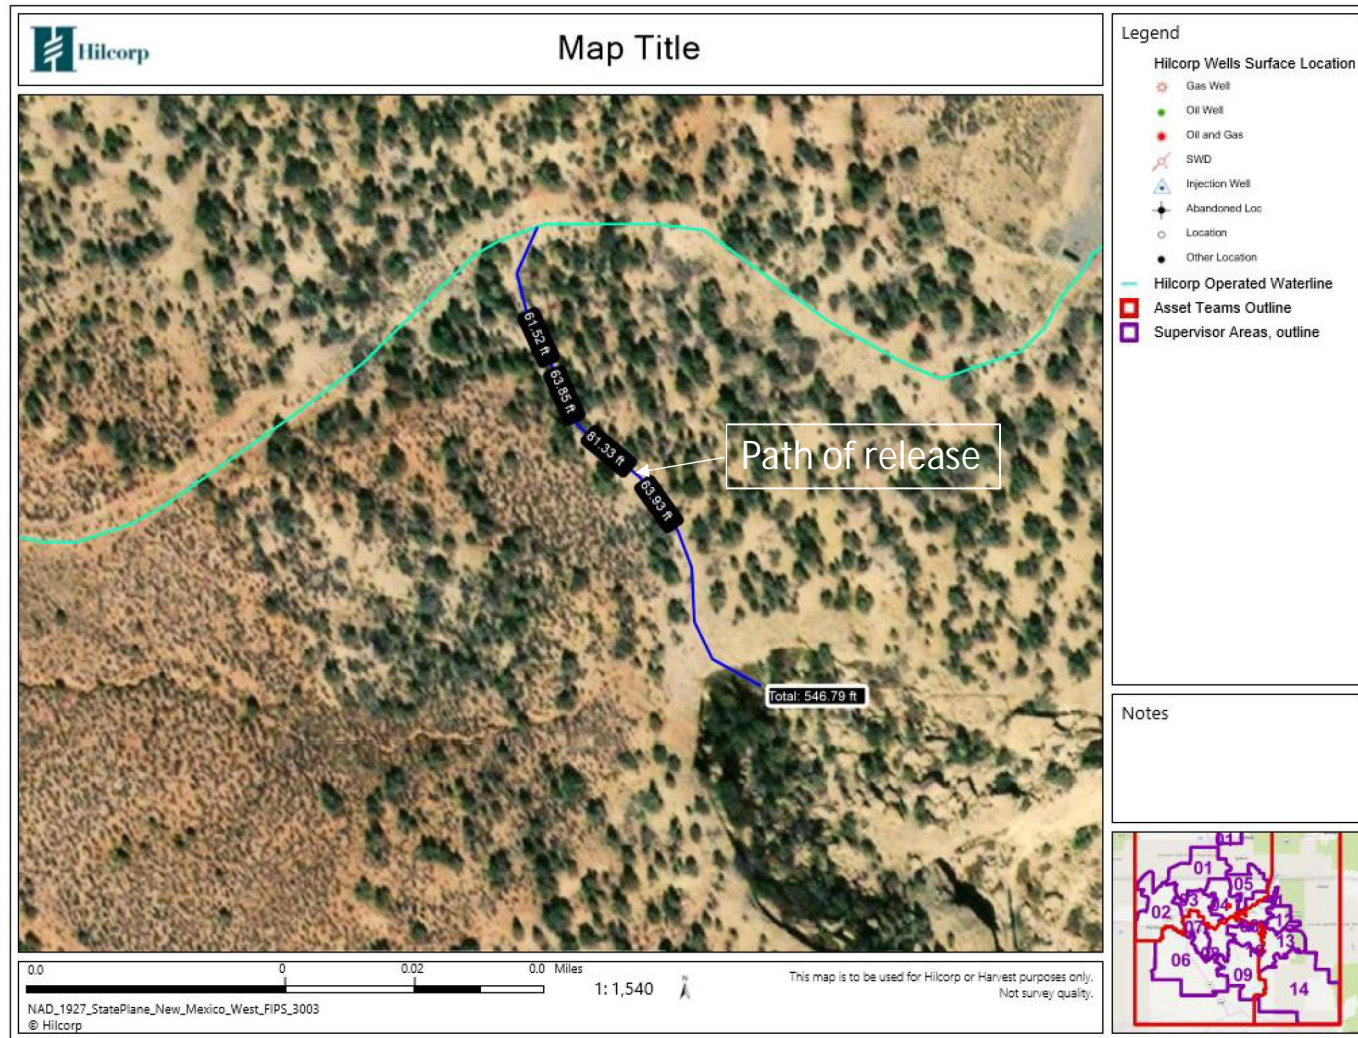 Hilcorp
Map Title
61.52 ft
63.85 ft
81.33 ft
63.93 ft
Path of release
Total: 546.79 ft
Legend
Hilcorp Wells Surface Location
Gas Well
Oil Well
Oil and Gas
SWD
Injection Well
Abandoned Loc
Location
Other Location
Hilcorp Operated Waterline
Asset Teams Outline
Supervisor Areas, outline
Notes
01
01
05
02
03
04
07
06
13
09
14
0.0 0 0.02 0.0 Miles
1: 1,540
N
NAD_1927_StatePlane_New_Mexico_West_FIPS_3003
© Hilcorp
This map is to be used for Hilcorp or Harvest purposes only.
Not survey quality.